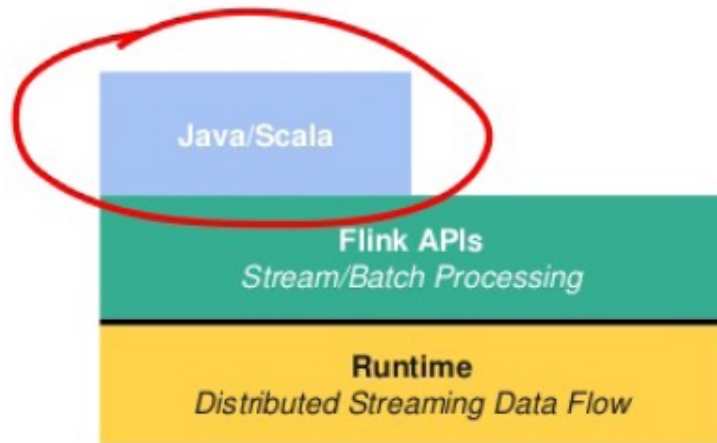 Java/Scala
Flink APIs
Stream/Batch Processing
Runtime
Distributed Streaming Data Flow